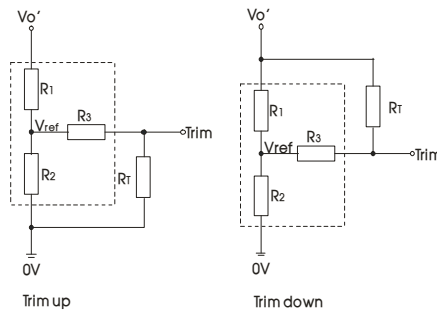 Vo′
R1
Vref
R3
Trim
R2
RT
0V
Trim up
Vo′
R1
RT
Vref
R3
Trim
R2
0V
Trim down